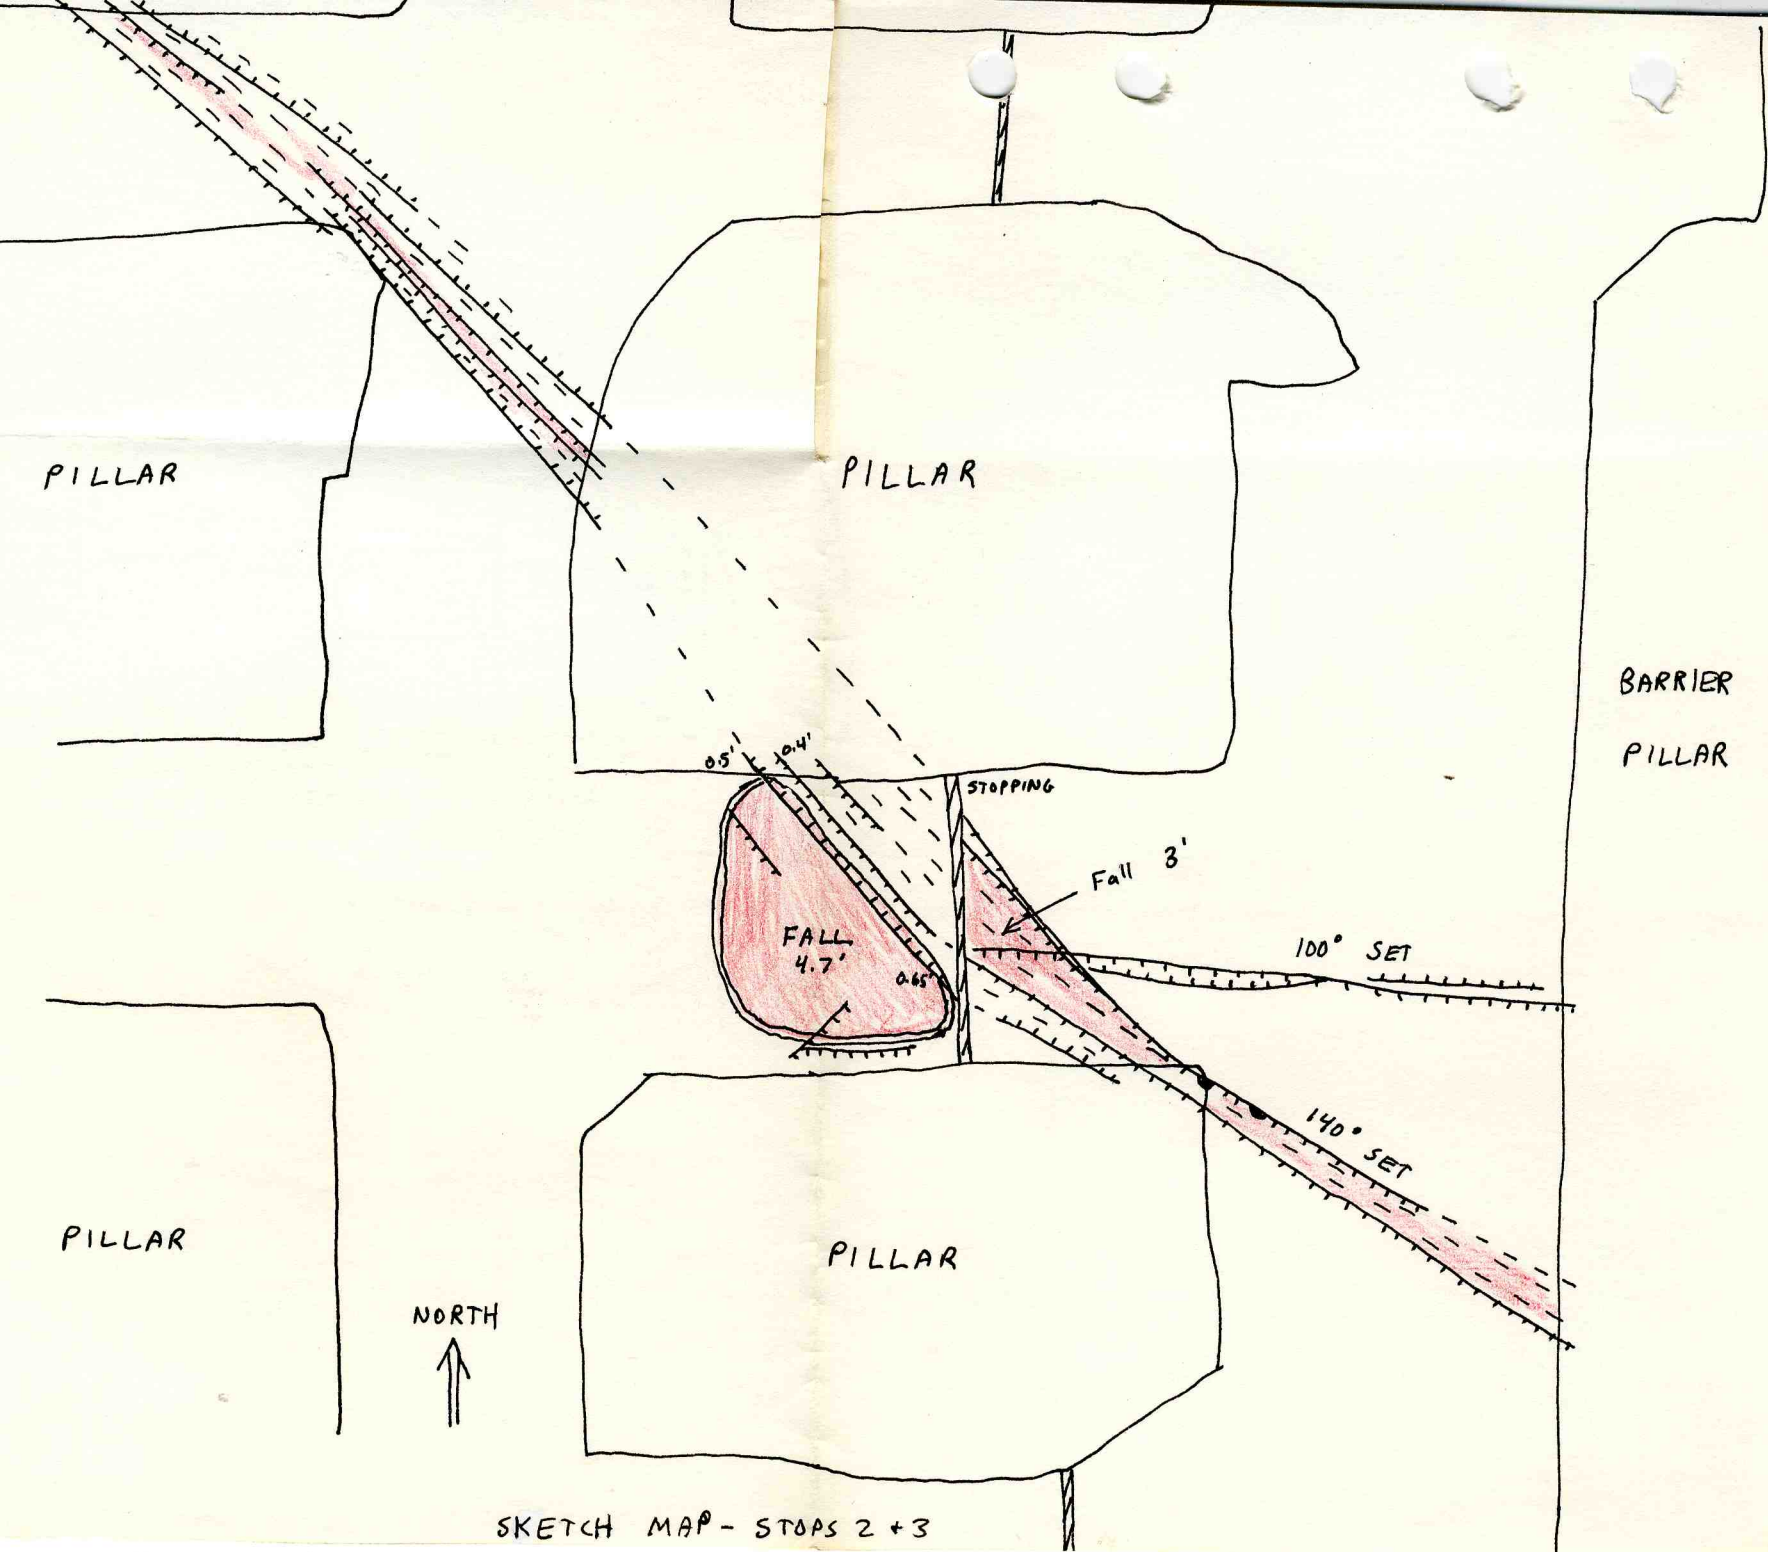 PILLAR
PILLAR
BARRIER
PILLAR
0.5'
0.4'
STOPPING
Fall 3'
FALL
4.7'
0.65'
100° SET
140° SET
PILLAR
PILLAR
NORTH
SKETCH MAP - STOPS 2 + 3